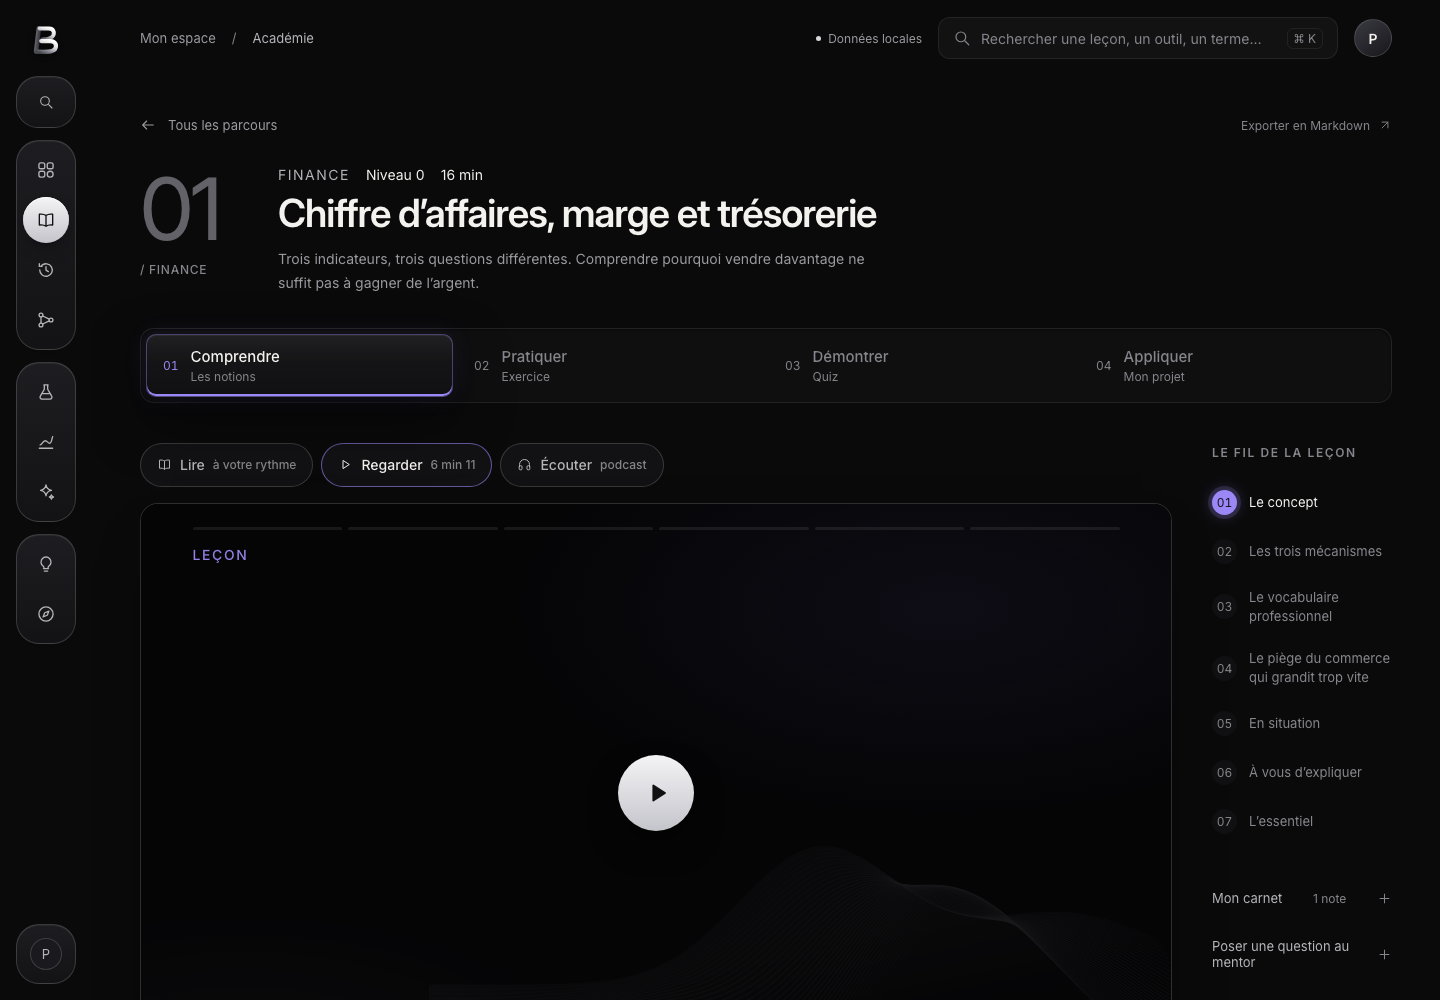 B
Mon espace / Académie
Données locales
Rechercher une leçon, un outil, un terme...
⌘ K
P
Tous les parcours
Exporter en Markdown
01
/ FINANCE
FINANCE Niveau 0 16 min
Chiffre d’affaires, marge et trésorerie
Trois indicateurs, trois questions différentes. Comprendre pourquoi vendre davantage ne
suffit pas à gagner de l’argent.
01 Comprendre
Les notions
02 Pratiquer
Exercice
03 Démontrer
Quiz
04 Appliquer
Mon projet
Lire à votre rythme
Regarder 6 min 11
Écouter podcast
LEÇON
LE FIL DE LA LEÇON
01 Le concept
02 Les trois mécanismes
03 Le vocabulaire
professionnel
04 Le piège du commerce
qui grandit trop vite
05 En situation
06 À vous d’expliquer
07 L’essentiel
Mon carnet 1 note +
Poser une question au
mentor +
P